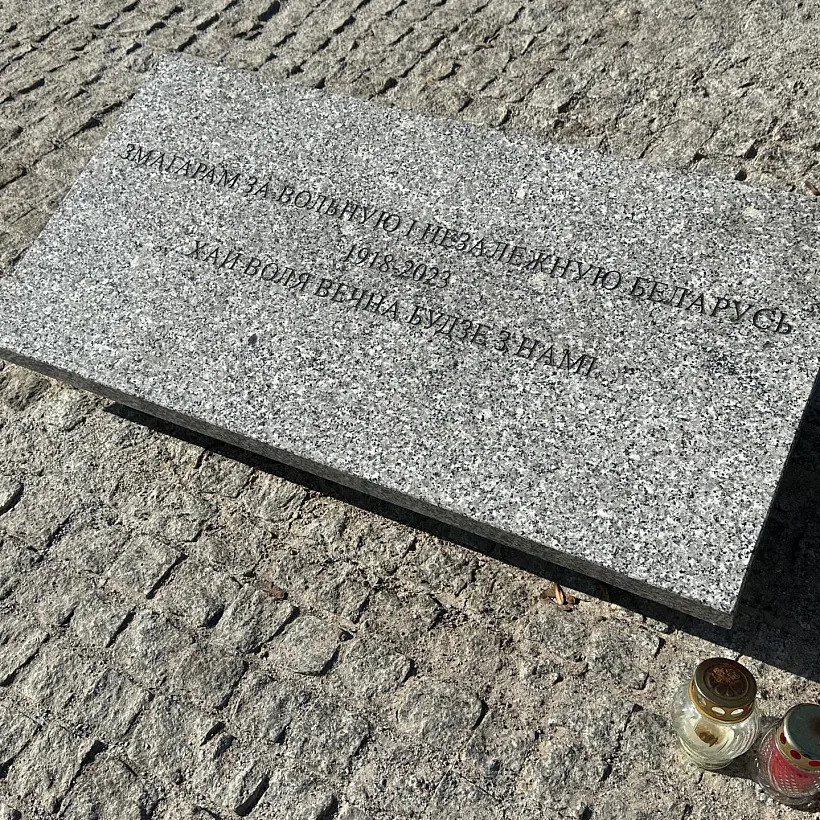 ЗМАГАРАМ ЗА ВОЛЬНУЮ І НЕЗАЛЕЖНУЮ БЕЛАРУСЬ
1918-2023
ХАЙ ВОЛЯ ВЕЧНА БУДЗЕ З НАМІ...